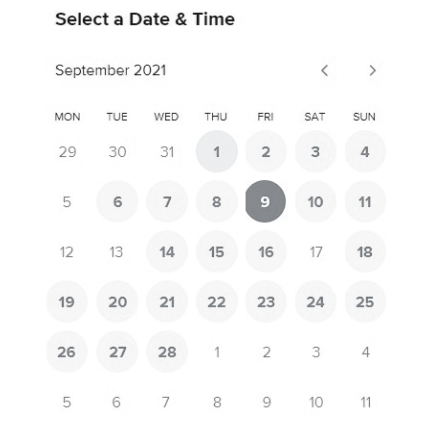 Select a Date & Time
September 2021
MON TUE WED THU FRI SAT SUN
29 30 31 1 2 3 4
5 6 7 8 9 10 11
12 13 14 15 16 17 18
19 20 21 22 23 24 25
26 27 28 1 2 3 4
5 6 7 8 9 10 11